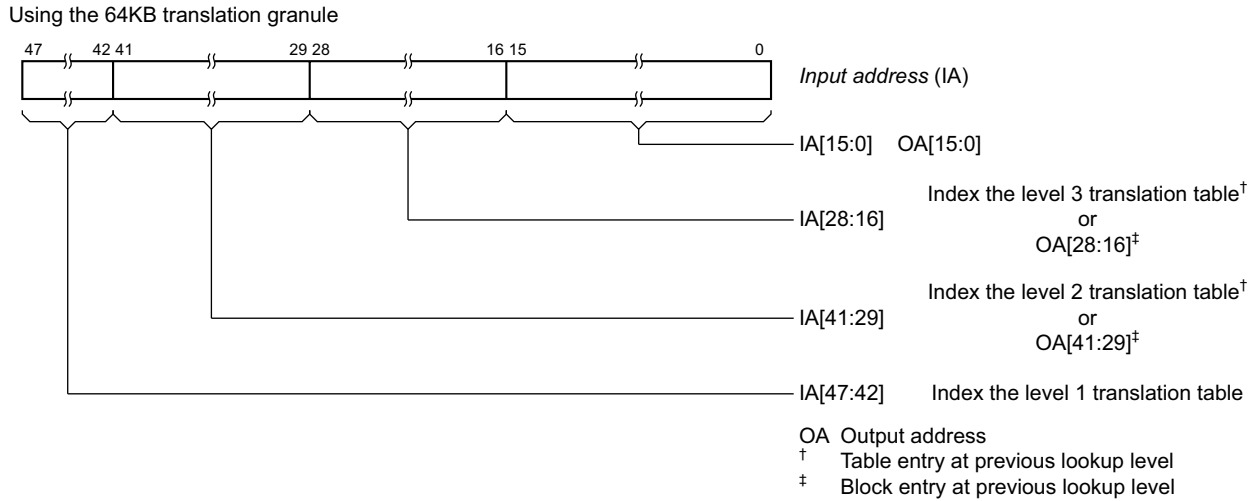 Using the 64KB translation granule
47 42 41 29 28 16 15 0
Input address (IA)
IA[15:0] OA[15:0]
Index the level 3 translation table†
IA[28:16] or
OA[28:16]‡
Index the level 2 translation table†
IA[41:29] or
OA[41:29]‡
IA[47:42] Index the level 1 translation table
OA Output address
† Table entry at previous lookup level
‡ Block entry at previous lookup level